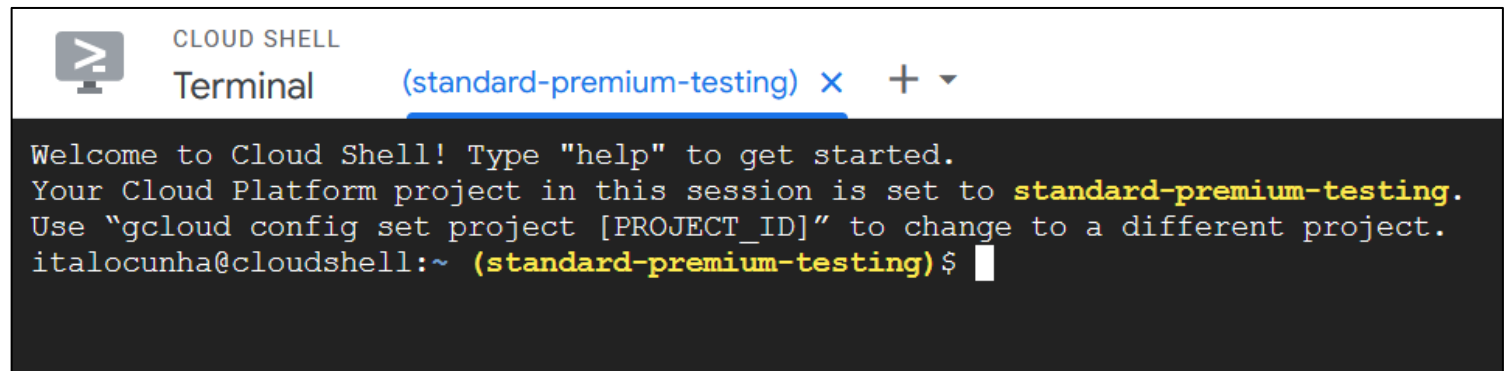 CLOUD SHELL
Terminal (standard-premium-testing)
Welcome to Cloud Shell! Type "help" to get started.
Your Cloud Platform project in this session is set to standard-premium-testing.
Use “gcloud config set project [PROJECT_ID]” to change to a different project.
italocunha@cloudshell:~ (standard-premium-testing)$